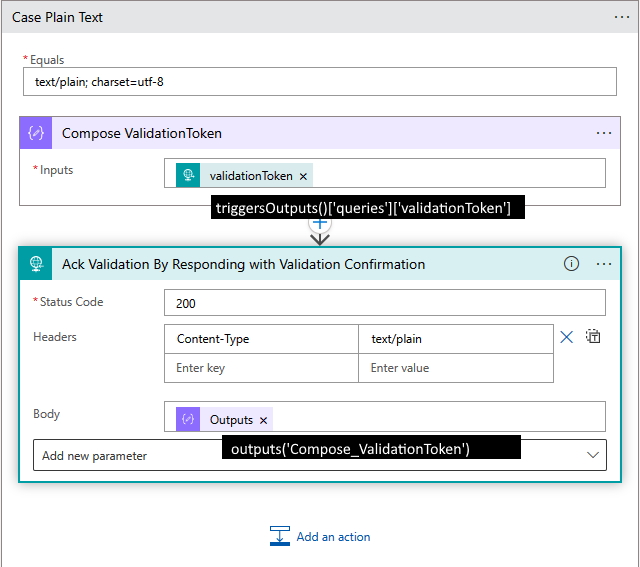 Case Plain Text
* Equals
text/plain; charset=utf-8
Compose ValidationToken
* Inputs
validationToken
triggersOutputs()['queries']['validationToken']
Ack Validation By Responding with Validation Confirmation
* Status Code
200
Headers
Content-Type
text/plain
Enter key
Enter value
Body
Outputs
outputs('Compose_ValidationToken')
Add new parameter
Add an action